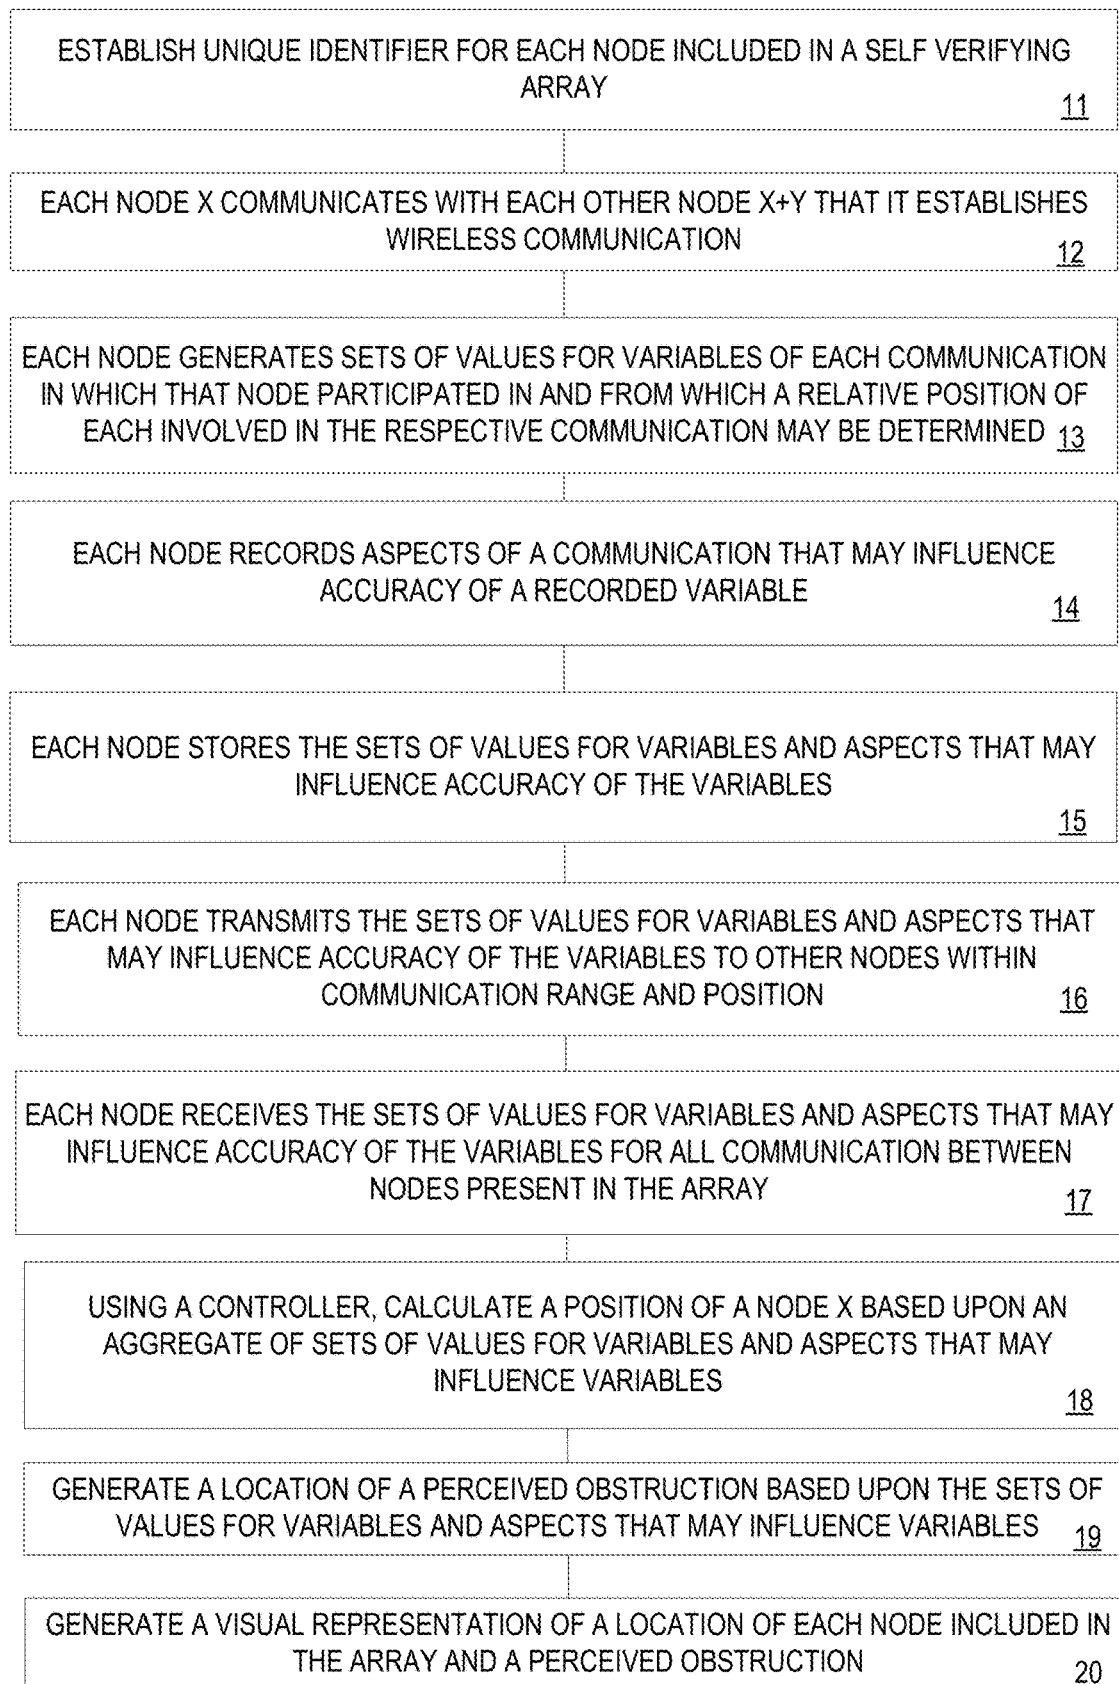 ESTABLISH UNIQUE IDENTIFIER FOR EACH NODE INCLUDED IN A SELF VERIFYING
ARRAY
11
EACH NODE X COMMUNICATES WITH EACH OTHER NODE X+Y THAT IT ESTABLISHES
WIRELESS COMMUNICATION
12
EACH NODE GENERATES SETS OF VALUES FOR VARIABLES OF EACH COMMUNICATION
IN WHICH THAT NODE PARTICIPATED IN AND FROM WHICH A RELATIVE POSITION OF
EACH INVOLVED IN THE RESPECTIVE COMMUNICATION MAY BE DETERMINED 13
EACH NODE RECORDS ASPECTS OF A COMMUNICATION THAT MAY INFLUENCE
ACCURACY OF A RECORDED VARIABLE
14
EACH NODE STORES THE SETS OF VALUES FOR VARIABLES AND ASPECTS THAT MAY
INFLUENCE ACCURACY OF THE VARIABLES
15
EACH NODE TRANSMITS THE SETS OF VALUES FOR VARIABLES AND ASPECTS THAT
MAY INFLUENCE ACCURACY OF THE VARIABLES TO OTHER NODES WITHIN
COMMUNICATION RANGE AND POSITION
16
EACH NODE RECEIVES THE SETS OF VALUES FOR VARIABLES AND ASPECTS THAT MAY
INFLUENCE ACCURACY OF THE VARIABLES FOR ALL COMMUNICATION BETWEEN
NODES PRESENT IN THE ARRAY
17
USING A CONTROLLER, CALCULATE A POSITION OF A NODE X BASED UPON AN
AGGREGATE OF SETS OF VALUES FOR VARIABLES AND ASPECTS THAT MAY
INFLUENCE VARIABLES
18
GENERATE A LOCATION OF A PERCEIVED OBSTRUCTION BASED UPON THE SETS OF
VALUES FOR VARIABLES AND ASPECTS THAT MAY INFLUENCE VARIABLES 19
GENERATE A VISUAL REPRESENTATION OF A LOCATION OF EACH NODE INCLUDED IN
THE ARRAY AND A PERCEIVED OBSTRUCTION
20